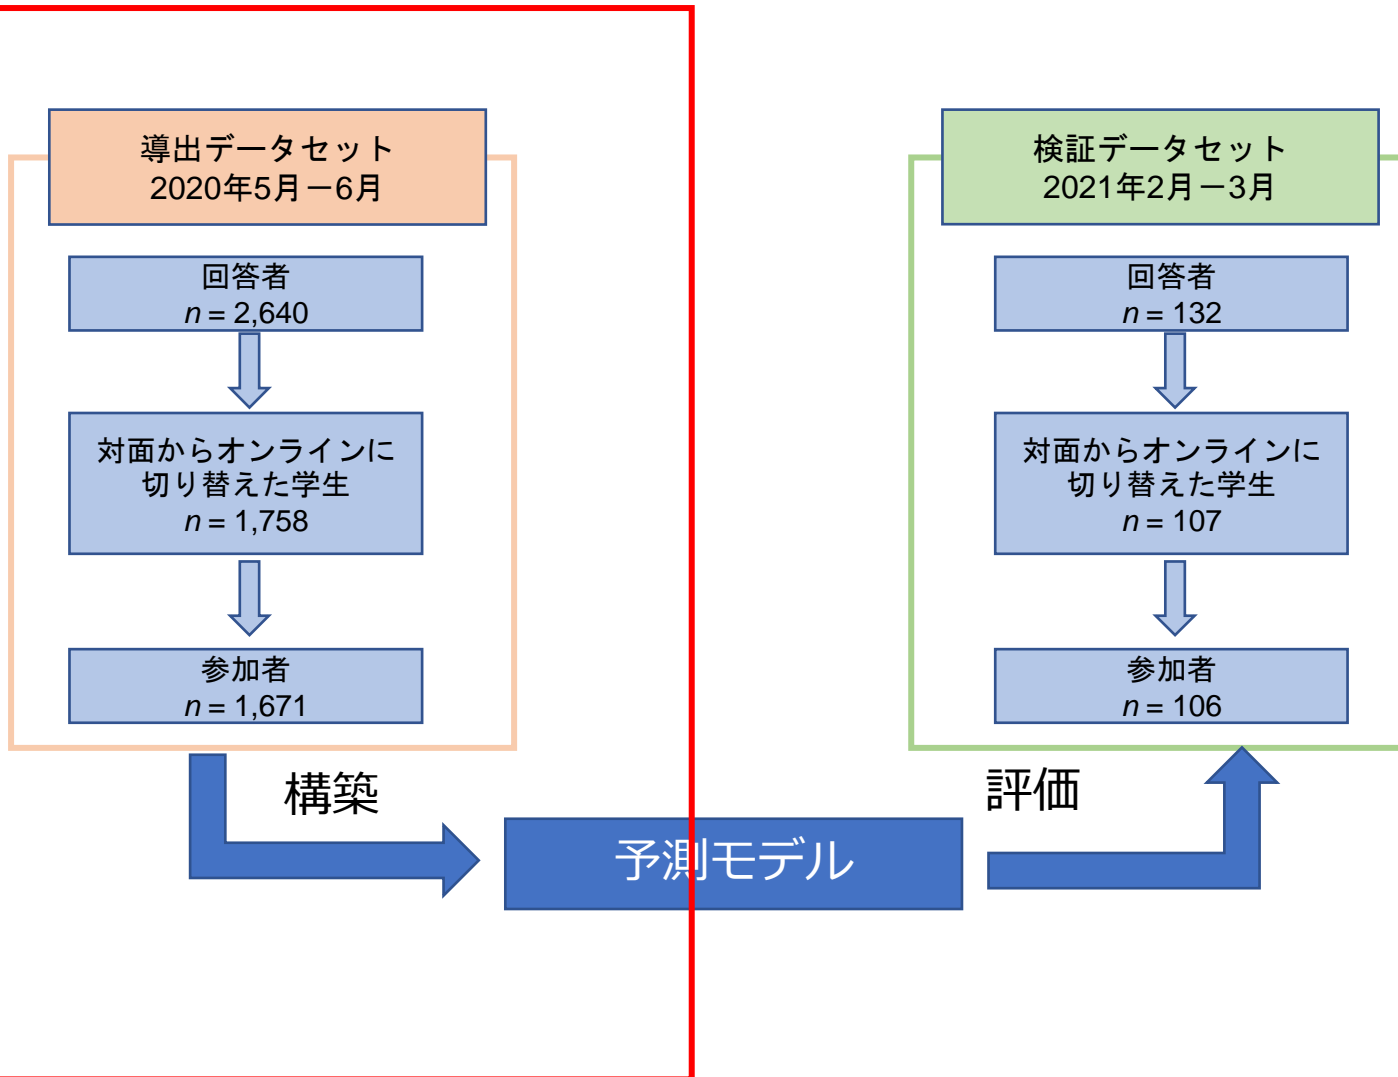 導出データセット
2020年5月－6月
回答者
n = 2,640
対面からオンラインに
切り替えた学生
n = 1,758
参加者
n = 1,671
構築
予測モデル
評価
検証データセット
2021年2月－3月
回答者
n = 132
対面からオンラインに
切り替えた学生
n = 107
参加者
n = 106